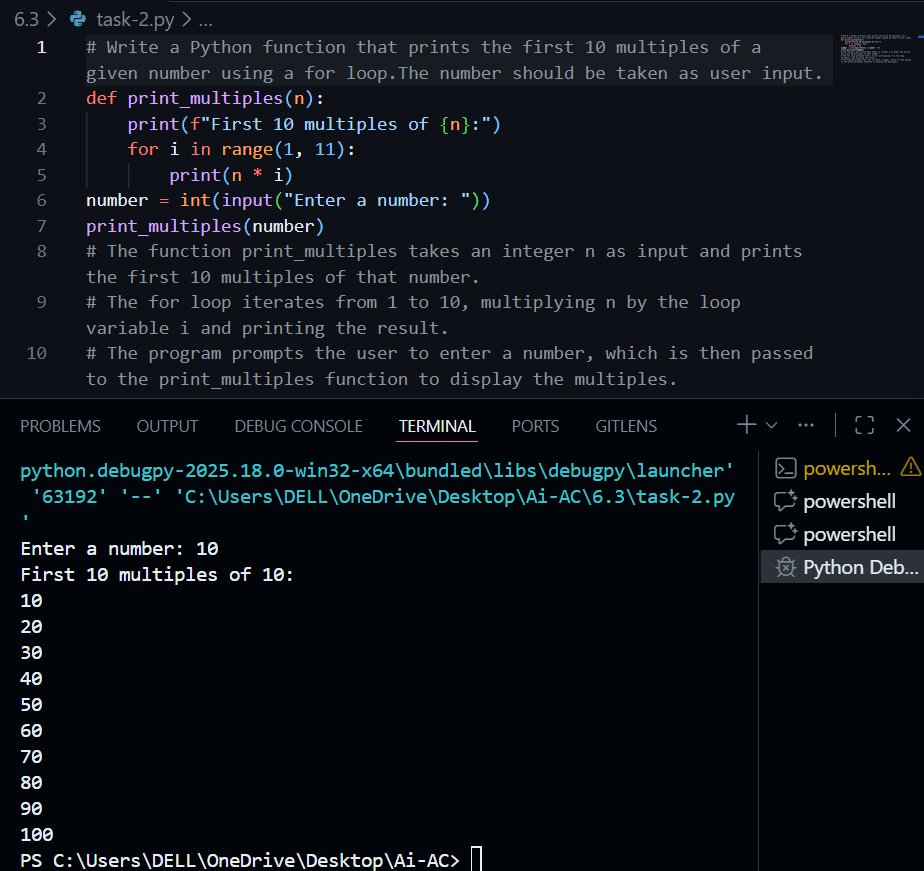 6.3 > task-2.py > ...
1 # Write a Python function that prints the first 10 multiples of a
given number using a for loop.The number should be taken as user input.
2 def print_multiples(n):
3 print(f"First 10 multiples of {n}:")
4 for i in range(1, 11):
5 print(n * i)
6 number = int(input("Enter a number: "))
7 print_multiples(number)
8 # The function print_multiples takes an integer n as input and prints
the first 10 multiples of that number.
9 # The for loop iterates from 1 to 10, multiplying n by the loop
variable i and printing the result.
10 # The program prompts the user to enter a number, which is then passed
to the print_multiples function to display the multiples.
PROBLEMS OUTPUT DEBUG CONSOLE TERMINAL PORTS GITLENS
python.debugpy-2025.18.0-win32-x64\bundled\libs\debugpy\launcher'
'63192' '--' 'C:\Users\DELL\OneDrive\Desktop\Ai-AC\6.3\task-2.py
'
Enter a number: 10
First 10 multiples of 10:
10
20
30
40
50
60
70
80
90
100
PS C:\Users\DELL\OneDrive\Desktop\Ai-AC>
powersh...
powershell
powershell
Python Deb...